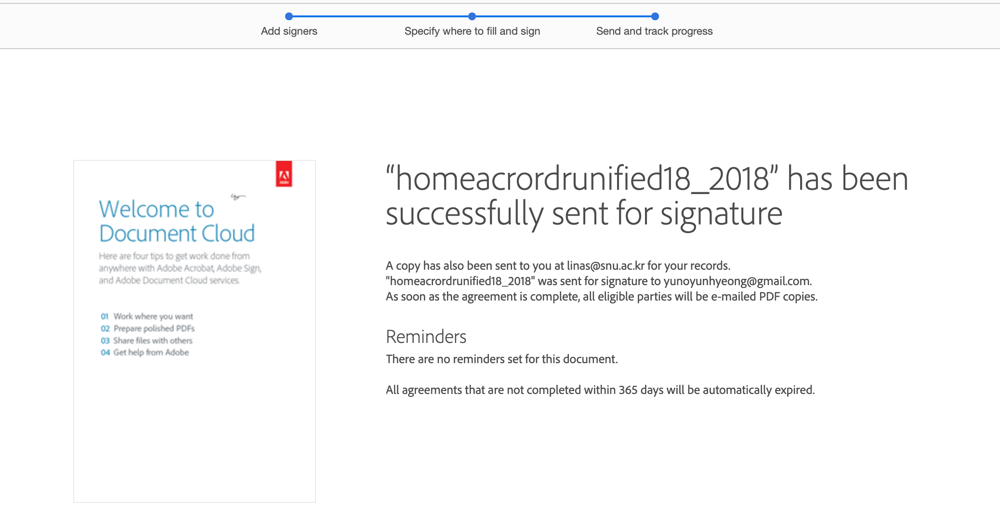 Add signers
Specify where to fill and sign
Send and track progress
Adobe
Welcome to
Document Cloud
Here are four tips to get work done from
anywhere with Adobe Acrobat, Adobe Sign,
and Adobe Document Cloud services.
01 Work where you want
02 Prepare polished PDFs
03 Share files with others
04 Get help from Adobe
“homeacrordrunified18_2018” has been
successfully sent for signature
A copy has also been sent to you at linas@snu.ac.kr for your records.
"homeacrordrunified18_2018" was sent for signature to yunoyunhyeong@gmail.com.
As soon as the agreement is complete, all eligible parties will be e-mailed PDF copies.
Reminders
There are no reminders set for this document.
All agreements that are not completed within 365 days will be automatically expired.